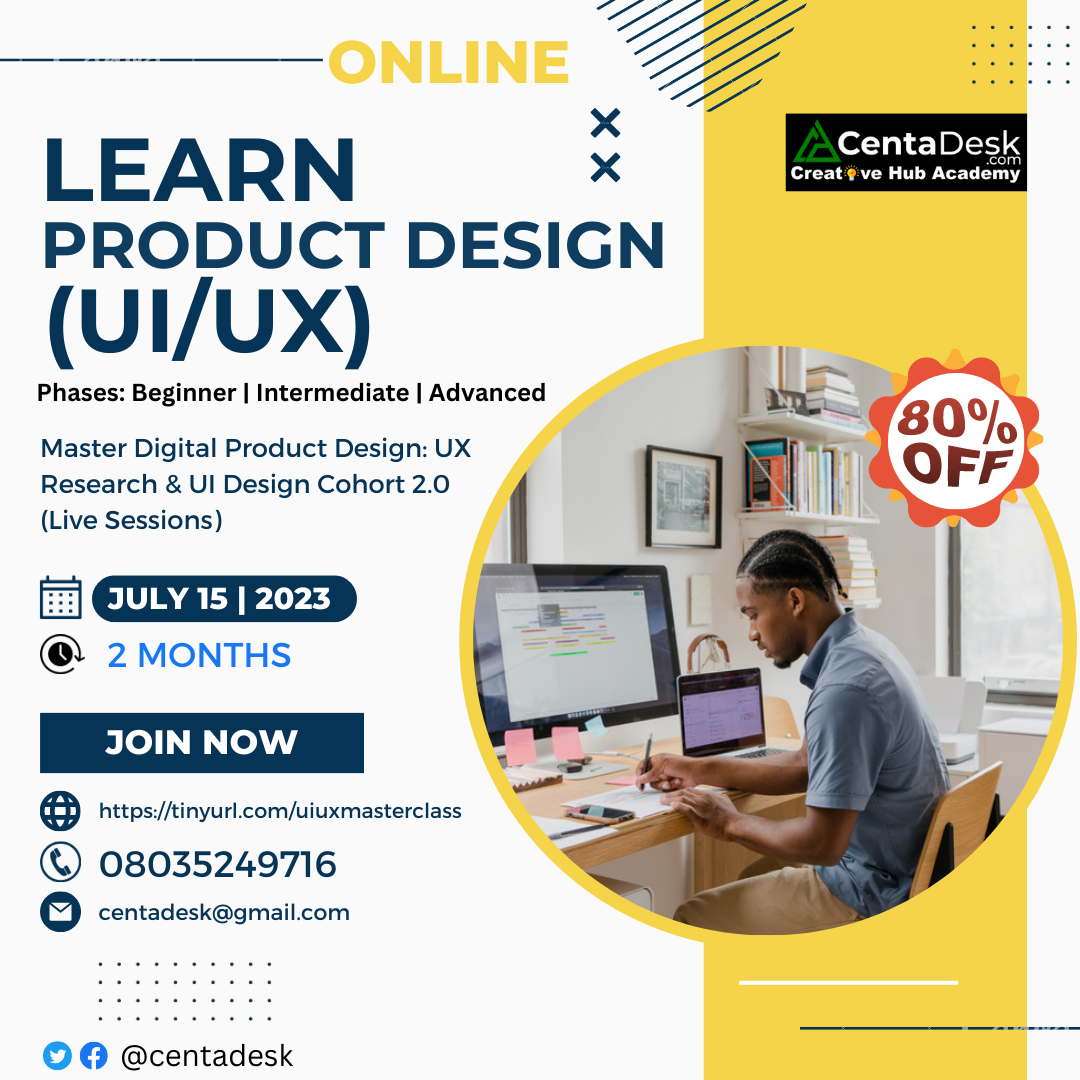 ONLINE
CentaDesk
.com
Creative Hub Academy
LEARN
PRODUCT DESIGN
(UI/UX)
Phases: Beginner | Intermediate | Advanced
80%
OFF
Master Digital Product Design: UX
Research & UI Design Cohort 2.0
(Live Sessions)
JULY 15 | 2023
2 MONTHS
JOIN NOW
https://tinyurl.com/uiuxmasterclass
08035249716
centadesk@gmail.com
@centadesk